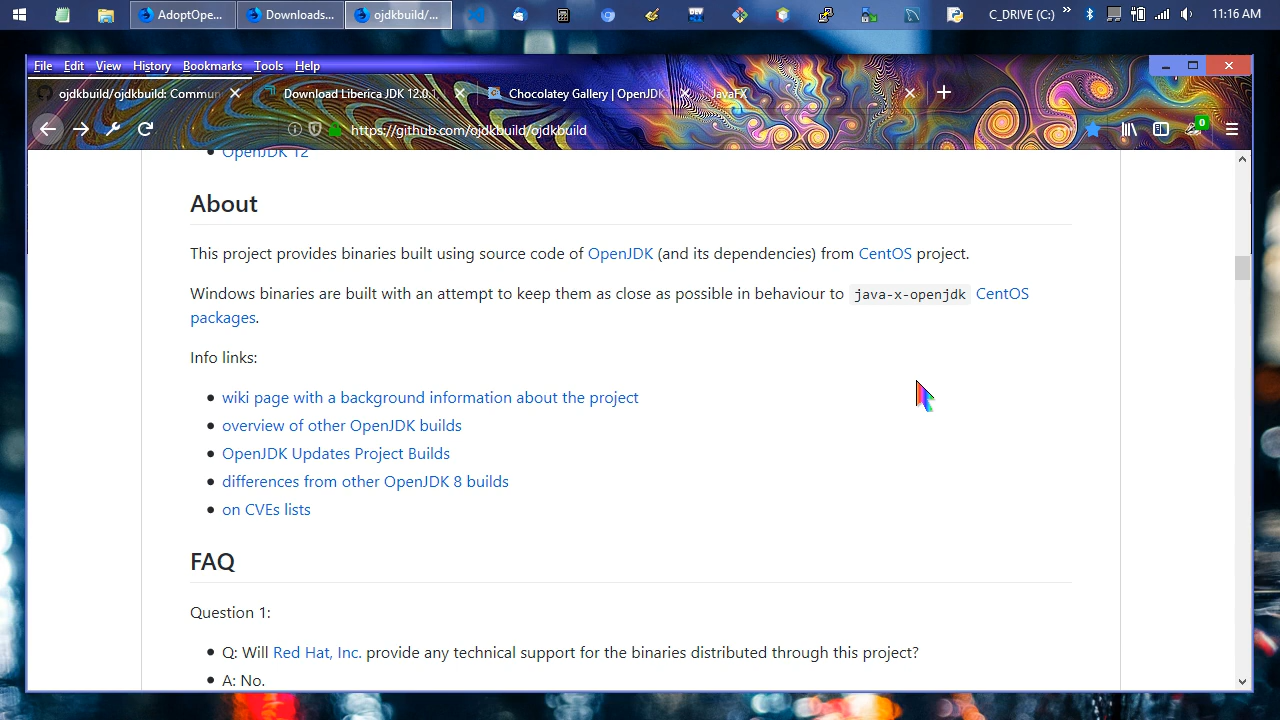 AdoptOpe...
Downloads...
ojdkbuild/...
C_DRIVE (C:)
11:16 AM
File Edit View History Bookmarks Tools Help
ojdkbuild/ojdkbuild: Commun
Download Liberica JDK 12.0.1
Chocolatey Gallery | OpenJDK
JavaFX
https://github.com/ojdkbuild/ojdkbuild
0
OpenJDK 12
About
This project provides binaries built using source code of OpenJDK (and its dependencies) from CentOS project.
Windows binaries are built with an attempt to keep them as close as possible in behaviour to java-x-openjdk CentOS
packages.
Info links:
wiki page with a background information about the project
overview of other OpenJDK builds
OpenJDK Updates Project Builds
differences from other OpenJDK 8 builds
on CVEs lists
FAQ
Question 1:
Q: Will Red Hat, Inc. provide any technical support for the binaries distributed through this project?
A: No.